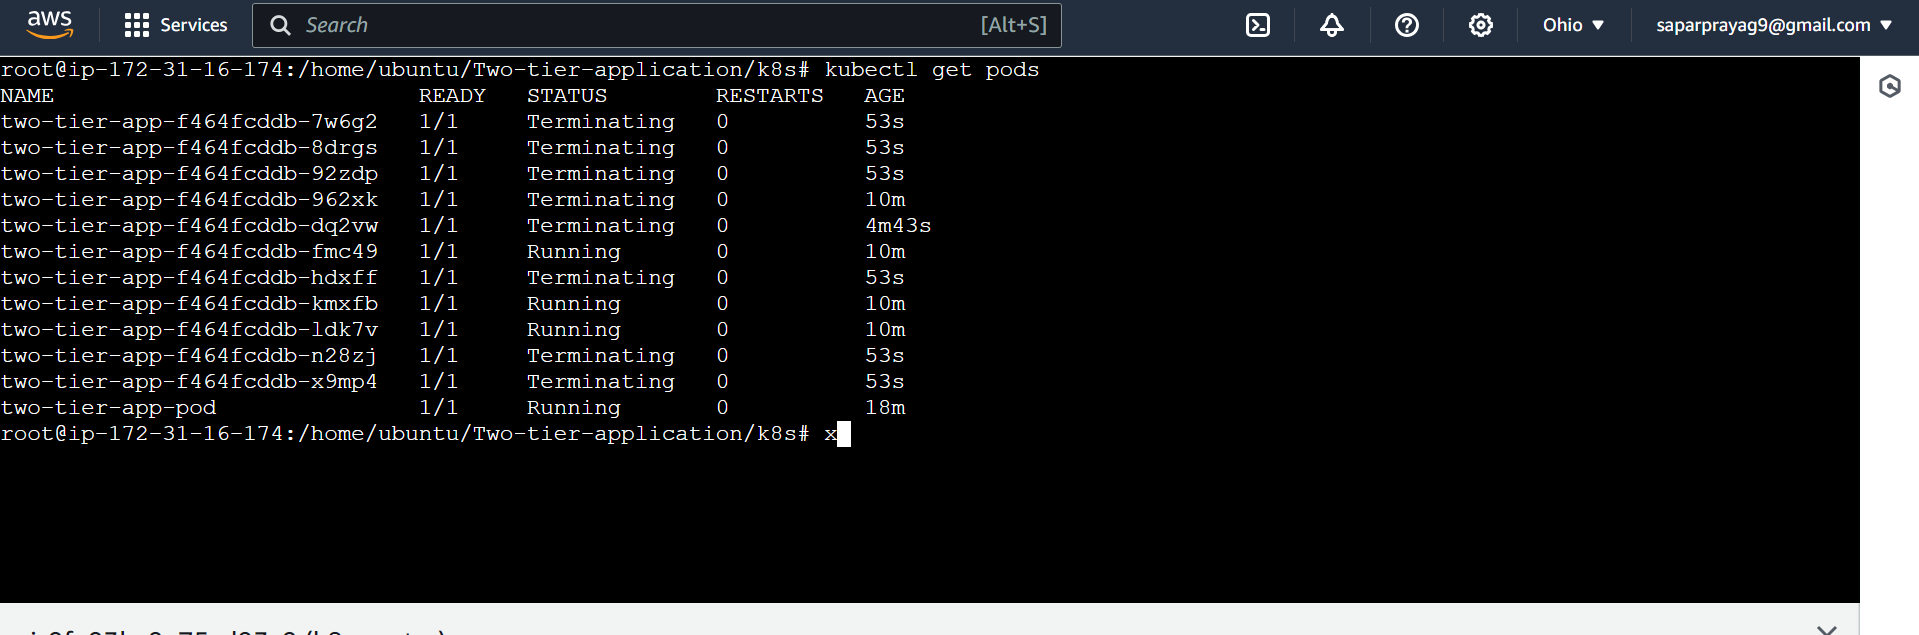 aws Services Search [Alt+S] Ohio saparprayag9@gmail.com
root@ip-172-31-16-174:/home/ubuntu/Two-tier-application/k8s# kubectl get pods
NAME READY STATUS RESTARTS AGE
two-tier-app-f464fcddb-7w6g2 1/1 Terminating 0 53s
two-tier-app-f464fcddb-8drgs 1/1 Terminating 0 53s
two-tier-app-f464fcddb-92zdp 1/1 Terminating 0 53s
two-tier-app-f464fcddb-962xk 1/1 Terminating 0 10m
two-tier-app-f464fcddb-dq2vw 1/1 Terminating 0 4m43s
two-tier-app-f464fcddb-fmc49 1/1 Running 0 10m
two-tier-app-f464fcddb-hdxff 1/1 Terminating 0 53s
two-tier-app-f464fcddb-kmxfb 1/1 Running 0 10m
two-tier-app-f464fcddb-ldk7v 1/1 Running 0 10m
two-tier-app-f464fcddb-n28zj 1/1 Terminating 0 53s
two-tier-app-f464fcddb-x9mp4 1/1 Terminating 0 53s
two-tier-app-pod 1/1 Running 0 18m
root@ip-172-31-16-174:/home/ubuntu/Two-tier-application/k8s# x